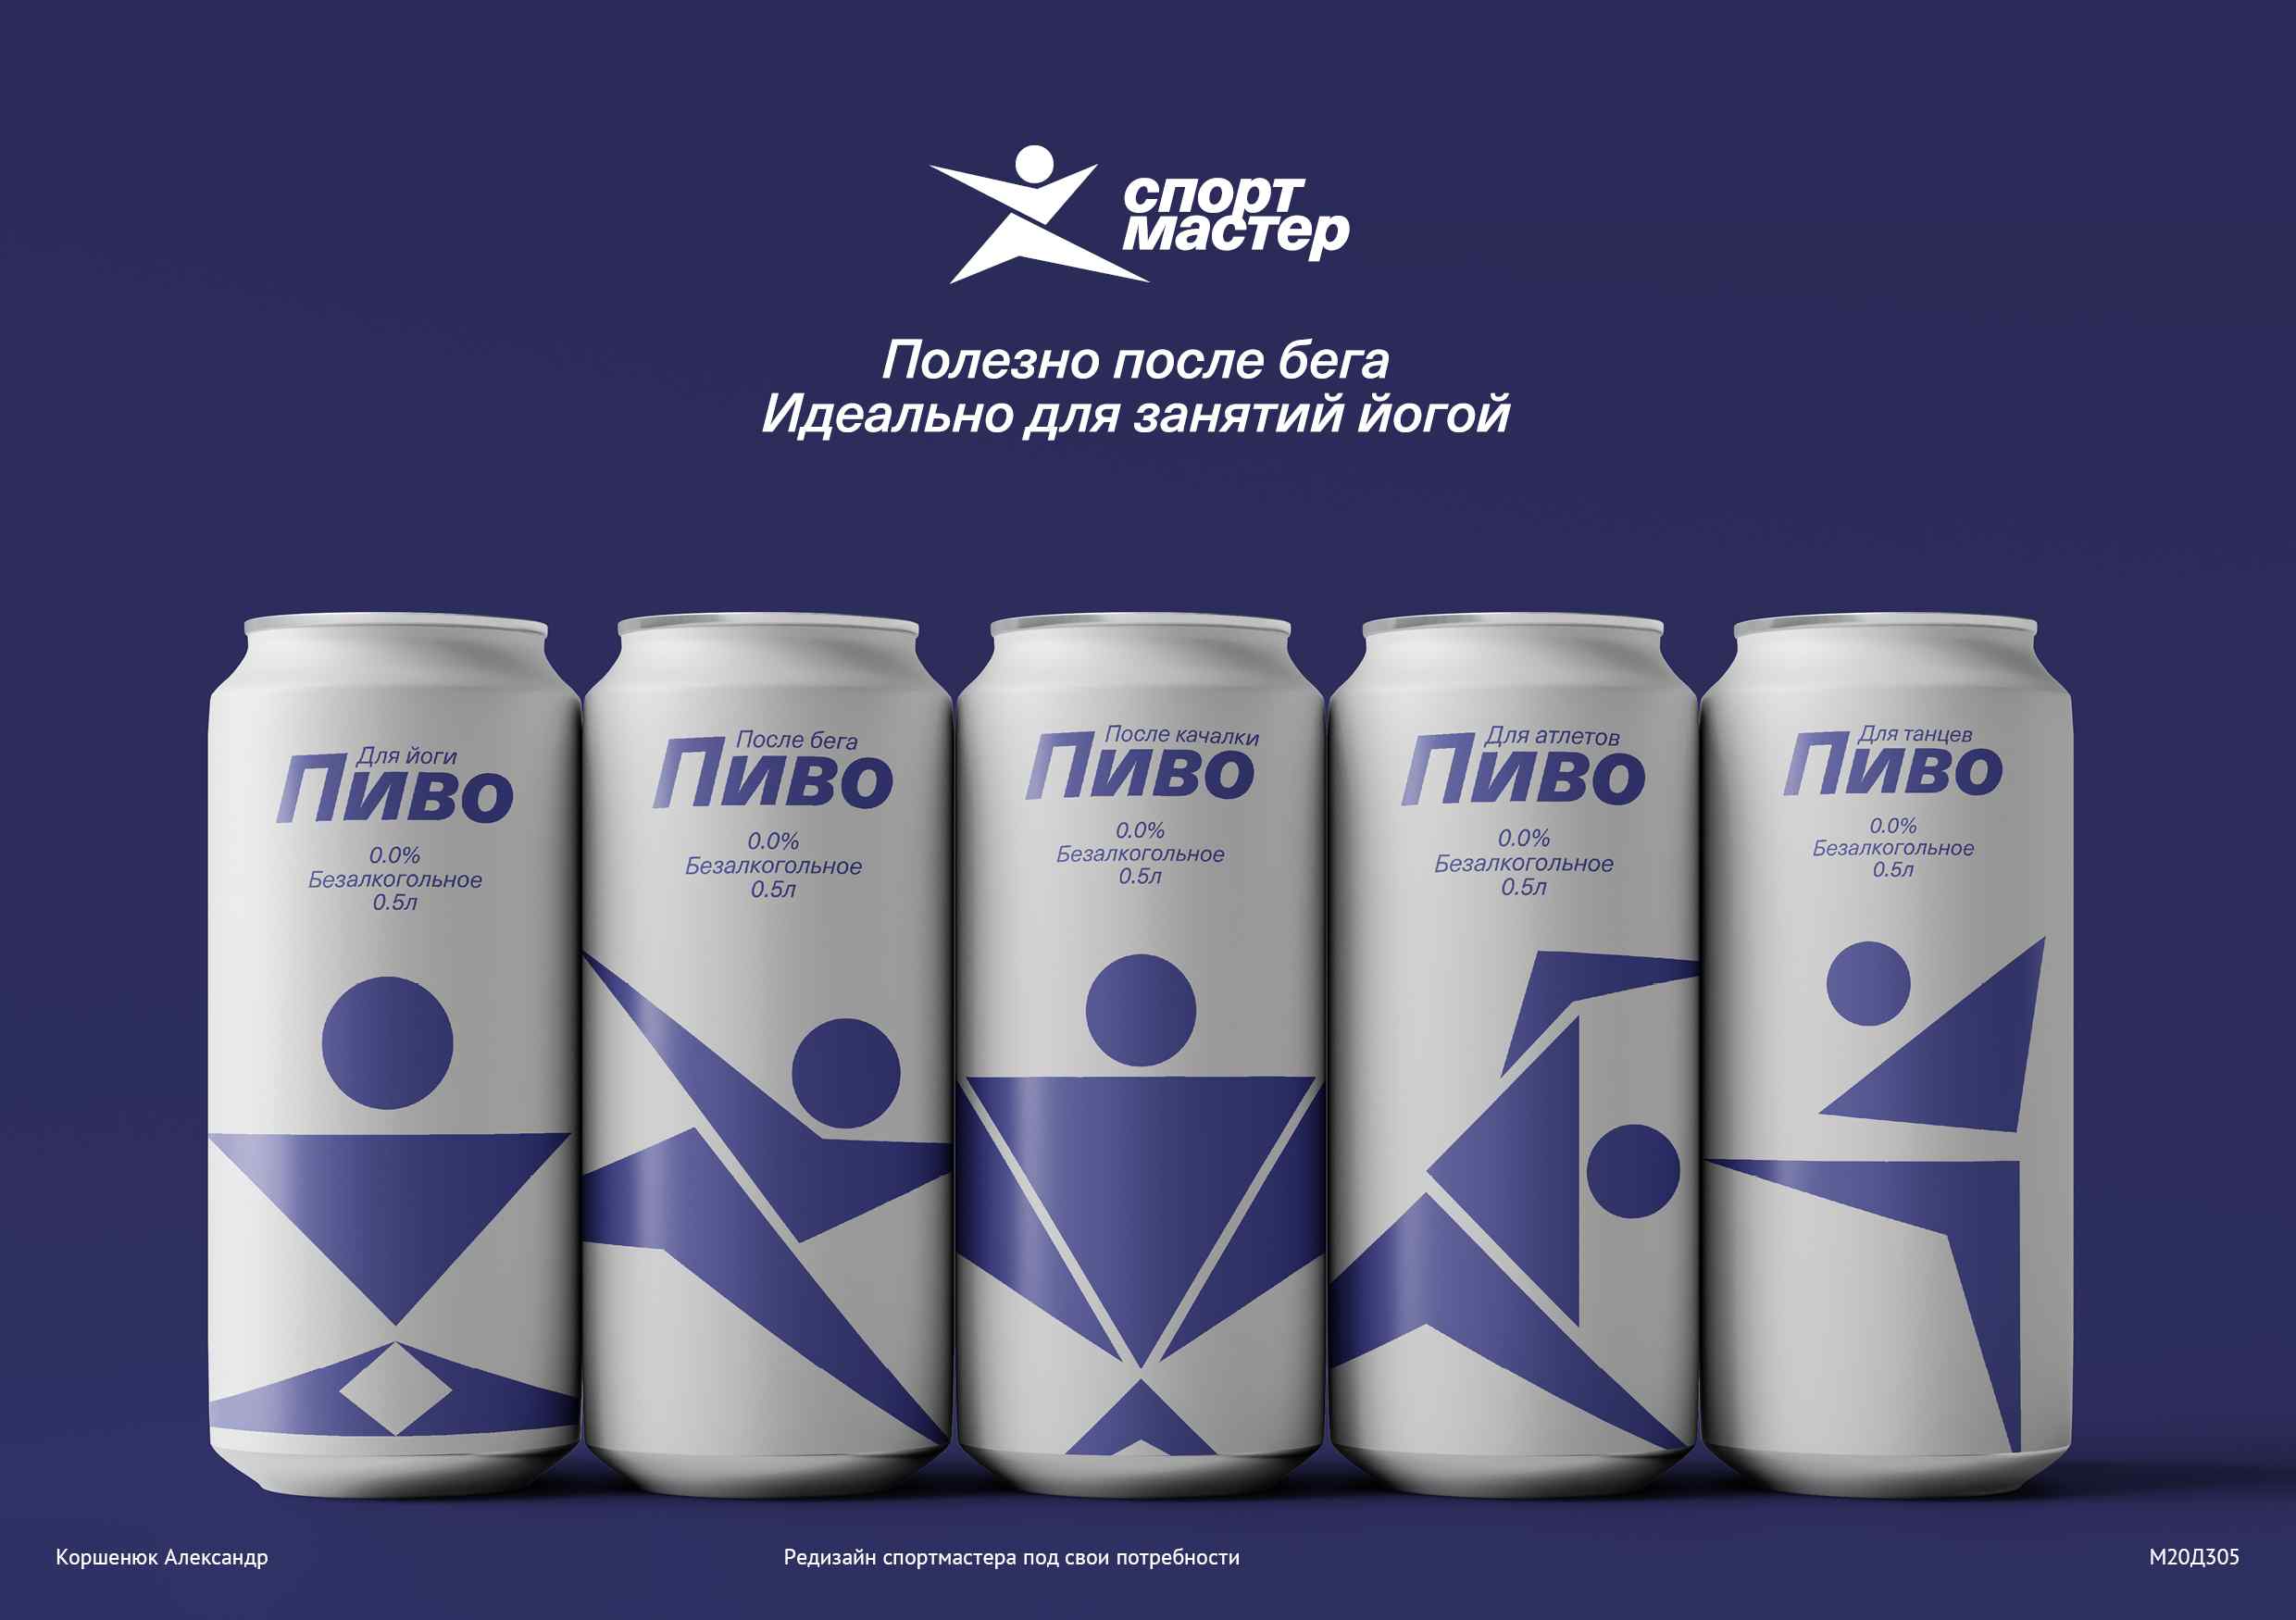 спорт
мастер
Полезно после бега
Идеально для занятий йогой
Для йоги
Пиво
0.0%
Безалкогольное
0.5л
После бега
Пиво
0.0%
Безалкогольное
0.5л
После качалки
Пиво
0.0%
Безалкогольное
0.5л
Для атлетов
Пиво
0.0%
Безалкогольное
0.5л
Для танцев
Пиво
0.0%
Безалкогольное
0.5л
Коршенюк Александр
Редизайн спортмастера под свои потребности
М20Д305